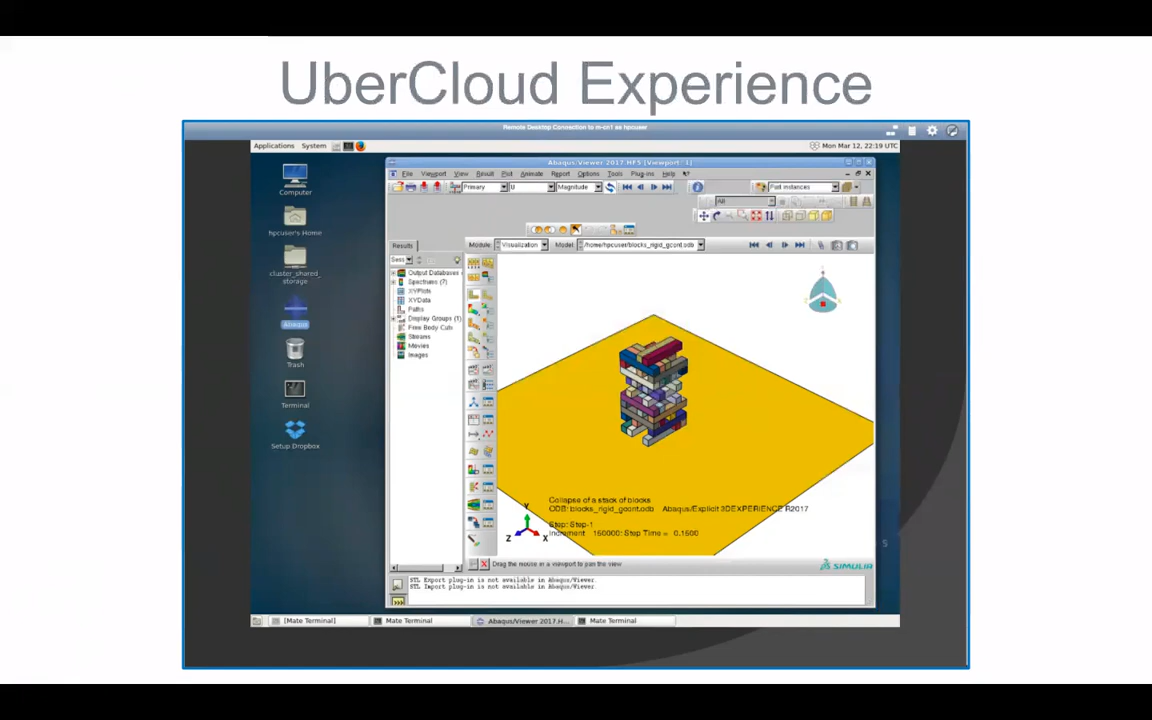 UberCloud Experience
Remote Desktop Connection to m-cn1 as hpcuser
Applications System
Mon Mar 12, 22:19 UTC
Computer
hpcuser's Home
cluster_shared_
storage
Abaqus
Trash
Terminal
Setup Dropbox
Abaqus/Viewer 2017.HF5 [Viewport: 1]
File Viewport View Result Plot Animate Report Options Tools Plug-ins Help
Primary U Magnitude
Part instances
All
Results
Module: Visualization Model: /home/hpcuser/blocks_rigid_gcont.odb
Output Databases
Spectrums (7)
XYPlots
XYData
Paths
Display Groups (1)
Free Body Cuts
Streams
Movies
Images
Collapse of a stack of blocks
ODB: blocks_rigid_gcont.odb Abaqus/Explicit 3DEXPERIENCE R2017
Step: Step-1
Increment 150000: Step Time = 0.1500
Y
Z X
Drag the mouse in a viewport to pan the view
SIMULIA
STL Export plug-in is not available in Abaqus/Viewer.
STL Import plug-in is not available in Abaqus/Viewer.
>>>
[Mate Terminal] Mate Terminal Abaqus/Viewer 2017.H... Mate Terminal